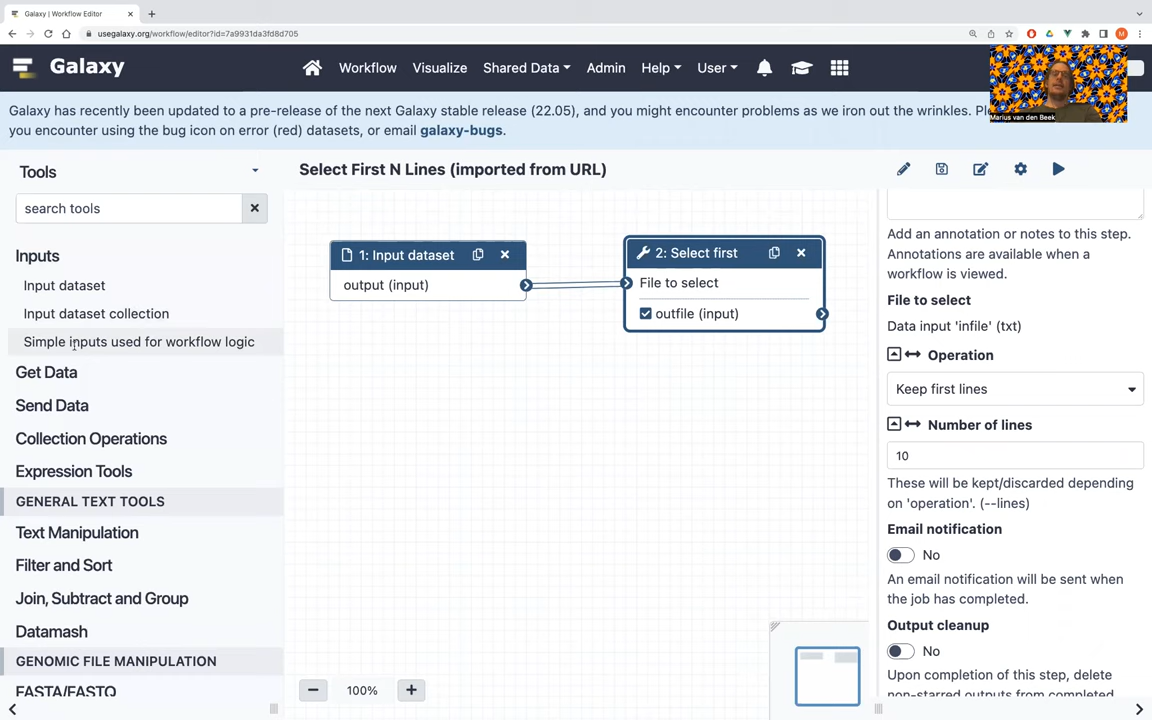 Galaxy | Workflow Editor
usegalaxy.org/workflow/editor?id=7a9931da3fd8d705
M
Galaxy
Workflow
Visualize
Shared Data
Admin
Help
User
Marius van den Beek
Galaxy has recently been updated to a pre-release of the next Galaxy stable release (22.05), and you might encounter problems as we iron out the wrinkles.
you encounter using the bug icon on error (red) datasets, or email galaxy-bugs.
Tools
search tools
Inputs
Input dataset
Input dataset collection
Simple inputs used for workflow logic
Get Data
Send Data
Collection Operations
Expression Tools
GENERAL TEXT TOOLS
Text Manipulation
Filter and Sort
Join, Subtract and Group
Datamash
GENOMIC FILE MANIPULATION
FASTA/FASTQ
Select First N Lines (imported from URL)
1: Input dataset
output (input)
2: Select first
File to select
outfile (input)
100%
Add an annotation or notes to this step.
Annotations are available when a
workflow is viewed.
File to select
Data input 'infile' (txt)
Operation
Keep first lines
Number of lines
10
These will be kept/discarded depending
on 'operation'. (--lines)
Email notification
No
An email notification will be sent when
the job has completed.
Output cleanup
No
Upon completion of this step, delete
non-starred outputs from completed